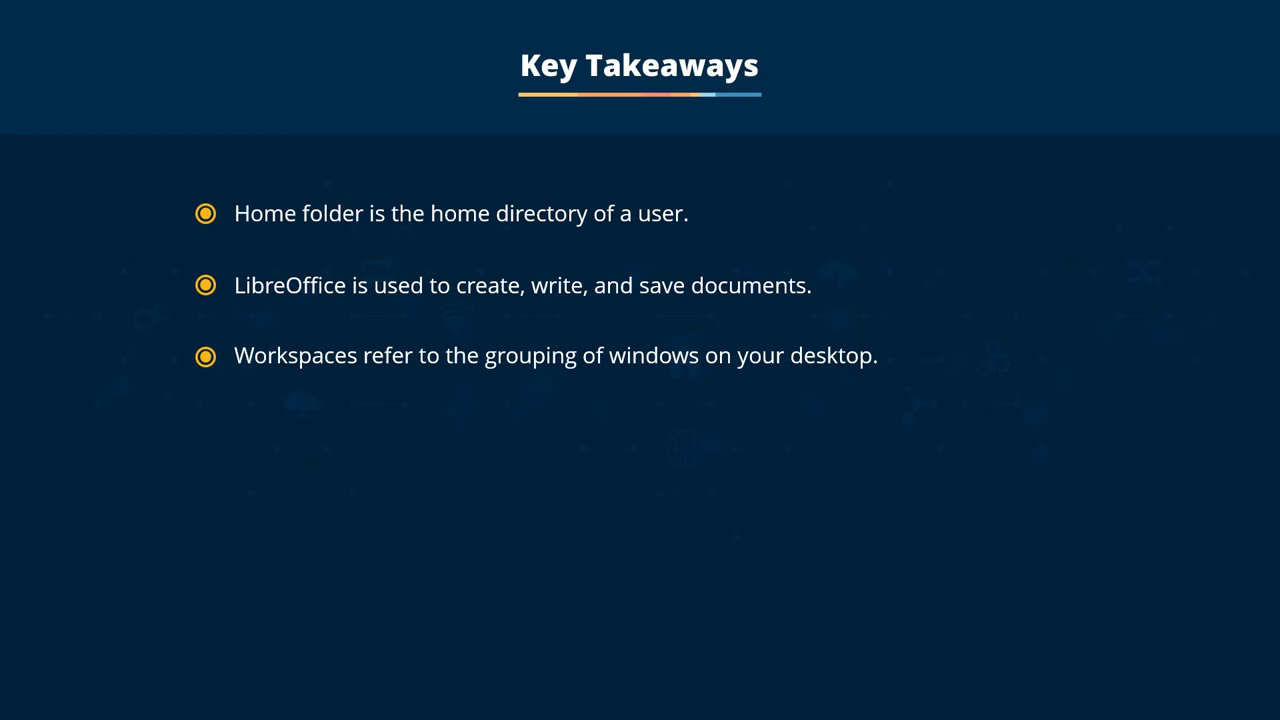 Key Takeaways
Home folder is the home directory of a user.
LibreOffice is used to create, write, and save documents.
Workspaces refer to the grouping of windows on your desktop.